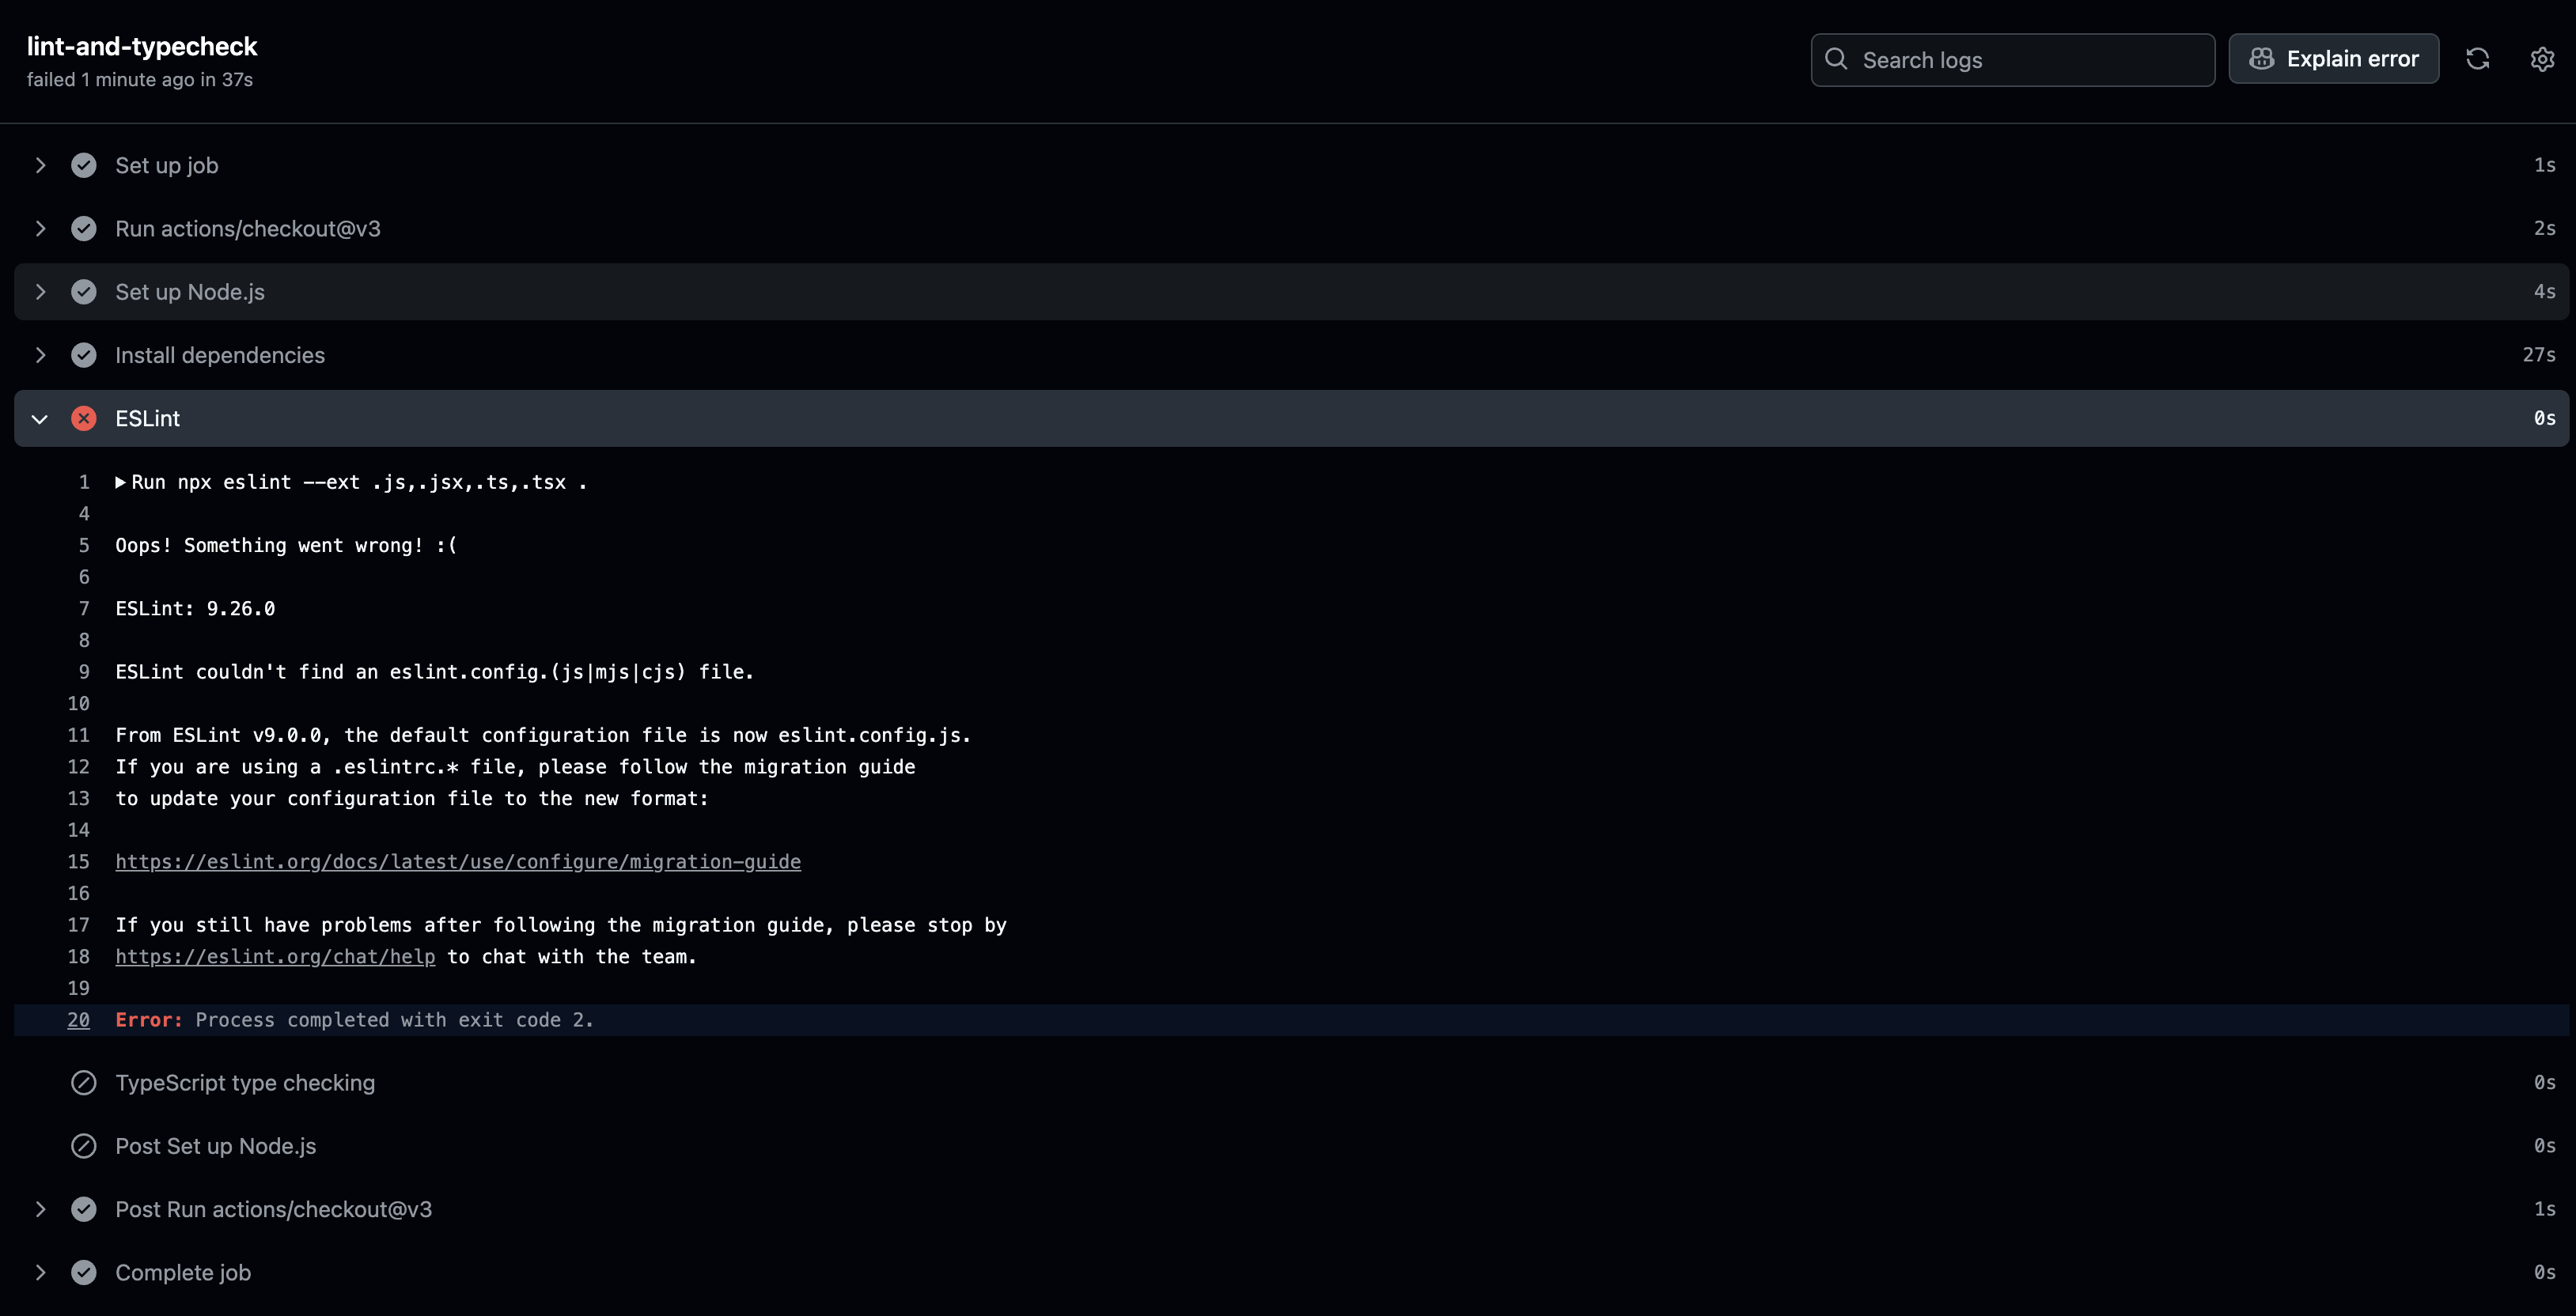 lint-and-typecheck
failed 1 minute ago in 37s
Search logs
Explain error
Set up job 1s
Run actions/checkout@v3 2s
Set up Node.js 4s
Install dependencies 27s
ESLint 0s
1 Run npx eslint --ext .js,.jsx,.ts,.tsx .
4
5 Oops! Something went wrong! :(
6
7 ESLint: 9.26.0
8
9 ESLint couldn't find an eslint.config.(js|mjs|cjs) file.
10
11 From ESLint v9.0.0, the default configuration file is now eslint.config.js.
12 If you are using a .eslintrc.* file, please follow the migration guide
13 to update your configuration file to the new format:
14
15 https://eslint.org/docs/latest/use/configure/migration-guide
16
17 If you still have problems after following the migration guide, please stop by
18 https://eslint.org/chat/help to chat with the team.
19
20 Error: Process completed with exit code 2.
TypeScript type checking 0s
Post Set up Node.js 0s
Post Run actions/checkout@v3 1s
Complete job 0s